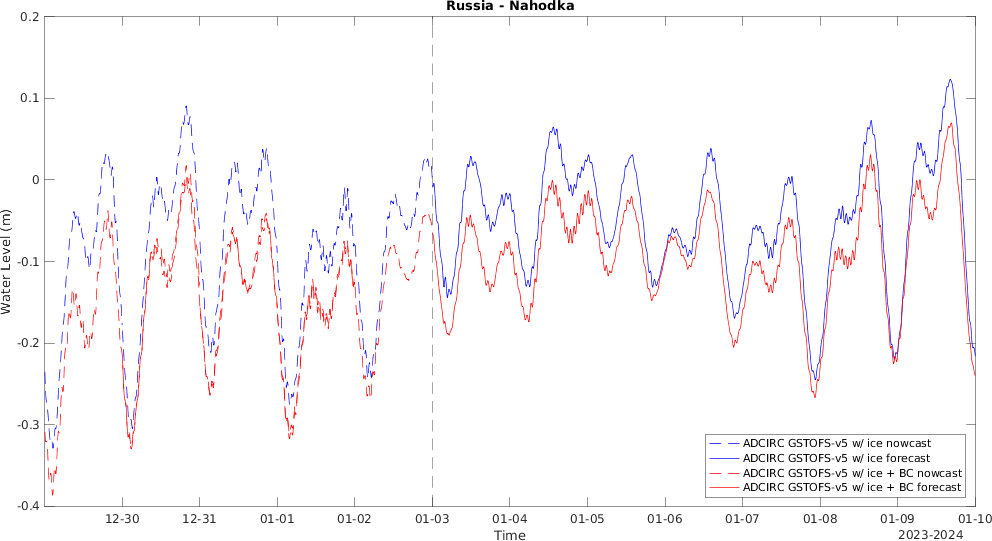 Russia - Nahodka
0.2
0.1
0
-0.1
-0.2
-0.3
-0.4
Water Level (m)
ADCIRC GSTOFS-v5 w/ ice nowcast
ADCIRC GSTOFS-v5 w/ ice forecast
ADCIRC GSTOFS-v5 w/ ice + BC nowcast
ADCIRC GSTOFS-v5 w/ ice + BC forecast
12-30 12-31 01-01 01-02 01-03 01-04 01-05 01-06 01-07 01-08 01-09 01-10
Time
2023-2024